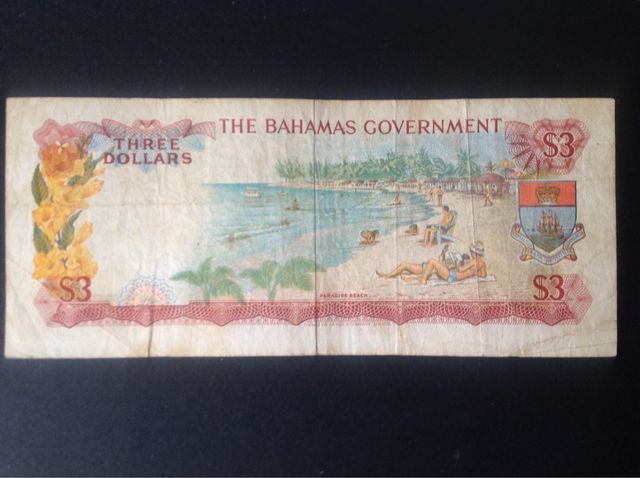 THE BAHAMAS GOVERNMENT
THREE
DOLLARS
$3
$3
$3
PARADISE BEACH